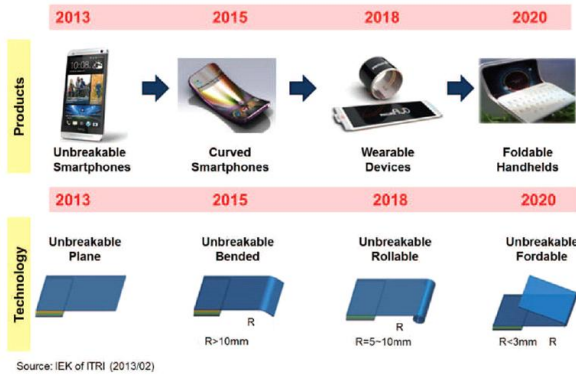 2013 2015 2018 2020
Products
Unbreakable
Smartphones
Curved
Smartphones
Wearable
Devices
Foldable
Handhelds
2013 2015 2018 2020
Technology
Unbreakable
Plane
Unbreakable
Bended
R
R>10mm
Unbreakable
Rollable
R
R=5~10mm
Unbreakable
Fordable
R<3mm R
Source: IEK of ITRI (2013/02)